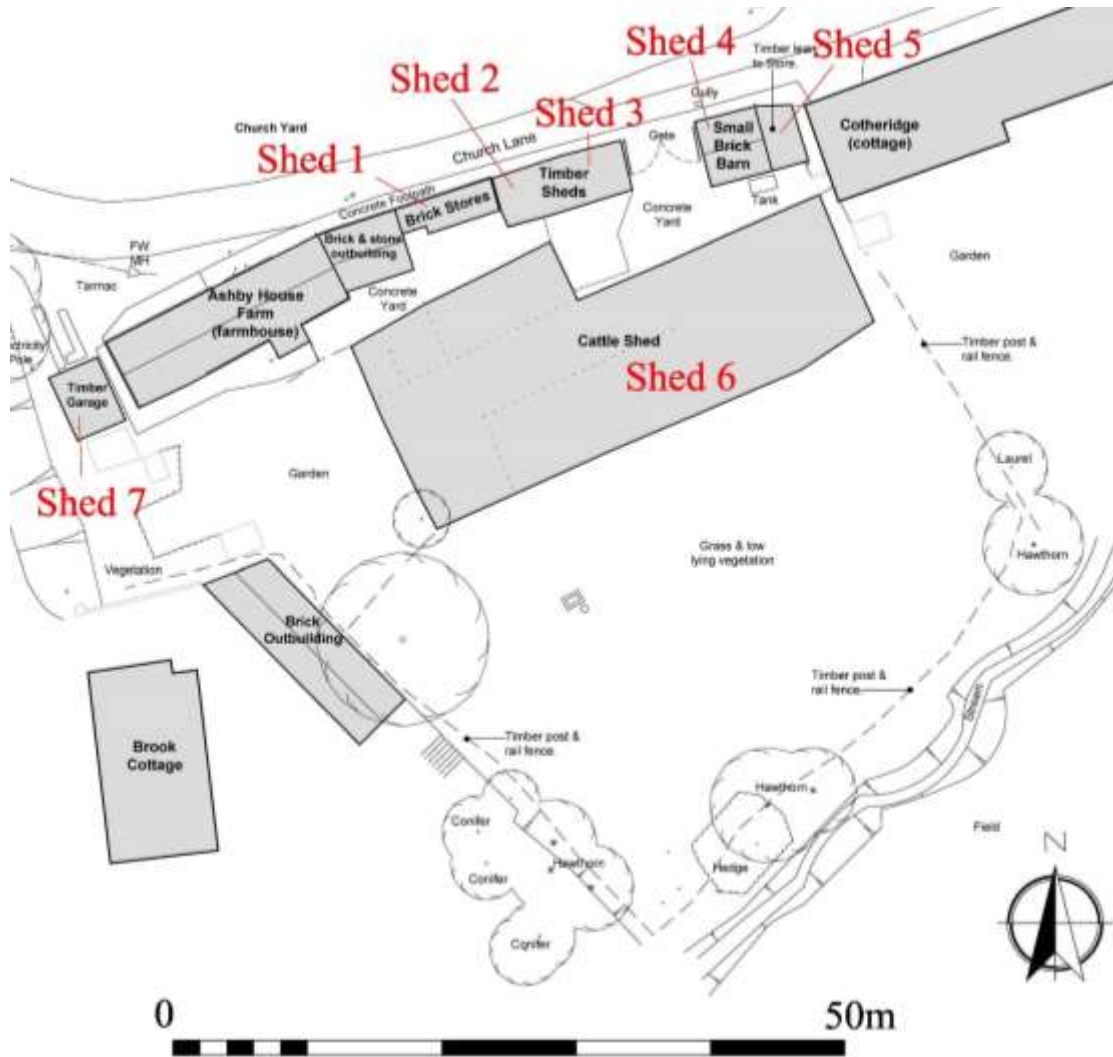 Shed 4
Timber lean
to Store.
Shed 5
Shed 2
Gully
Church Yard
Shed 3
Small
Brick
Barn
Cotheridge
(cottage)
Church Lane
Gate
Shed 1
Timber
Sheds
Concrete Footpath
Brick Stores
Tank
Concrete
Yard
FW
MH
Brick & stone
outbuilding
Garden
Tarmac
Ashby House
Farm
(farmhouse)
Concrete
Yard
Pole
Cattle Shed
Timber post &
rail fence.
Shed 6
Timber
Garage
Laurel
Garden
Shed 7
Hawthorn
Grass & low
lying vegetation
Vegetation
Brick
Outbuilding
Timber post &
rail fence.
Stream
Brook
Cottage
Timber post &
rail fence.
Hawthorn
Conifer
Field
N
Hawthorn
Hedge
Conifer
Conifer
0
50m